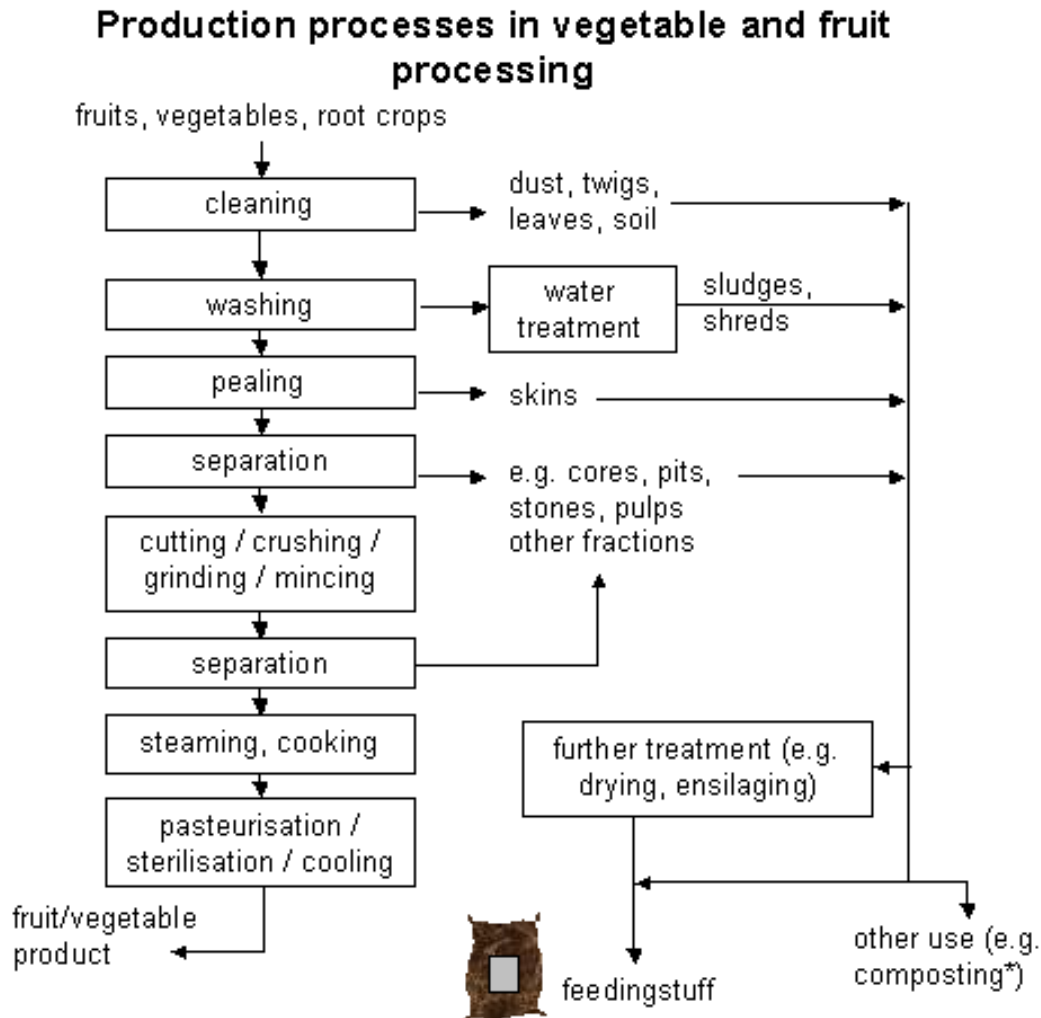 Production processes in vegetable and fruit
processing
fruits, vegetables, root crops
cleaning
dust, twigs,
leaves, soil
washing
water
treatment
sludges,
shreds
pealing
skins
separation
e.g. cores, pits,
stones, pulps
other fractions
cutting / crushing /
grinding / mincing
separation
steaming, cooking
further treatment (e.g.
drying, ensilaging)
pasteurisation /
sterilisation / cooling
fruit/vegetable
product
feedingstuff
other use (e.g.
composting*)